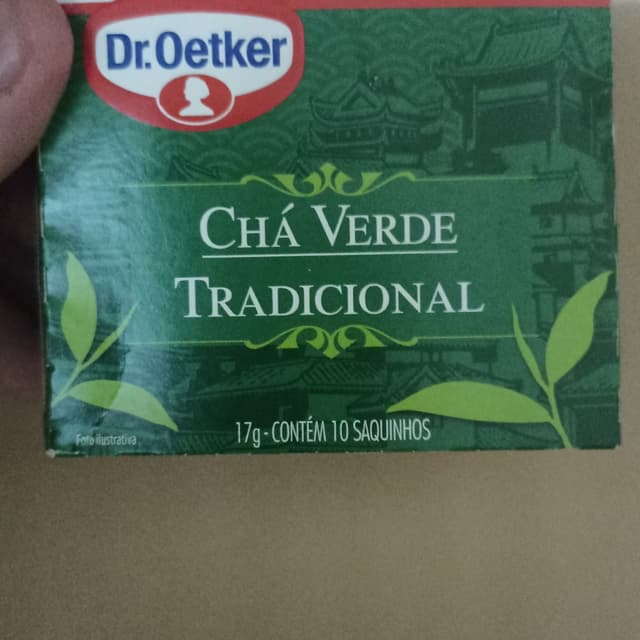 Dr.Oetker
CHÁ VERDE
TRADICIONAL
17g - CONTÉM 10 SAQUINHOS
Foto ilustrativa